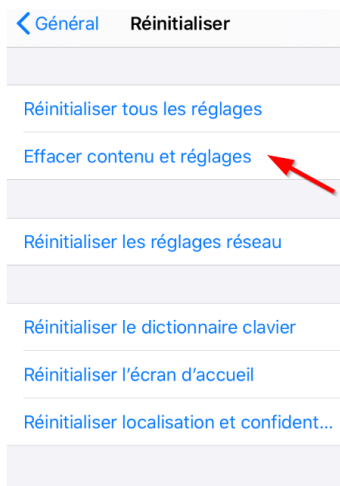 Général Réinitialiser
Réinitialiser tous les réglages
Effacer contenu et réglages
Réinitialiser les réglages réseau
Réinitialiser le dictionnaire clavier
Réinitialiser l’écran d’accueil
Réinitialiser localisation et confident...